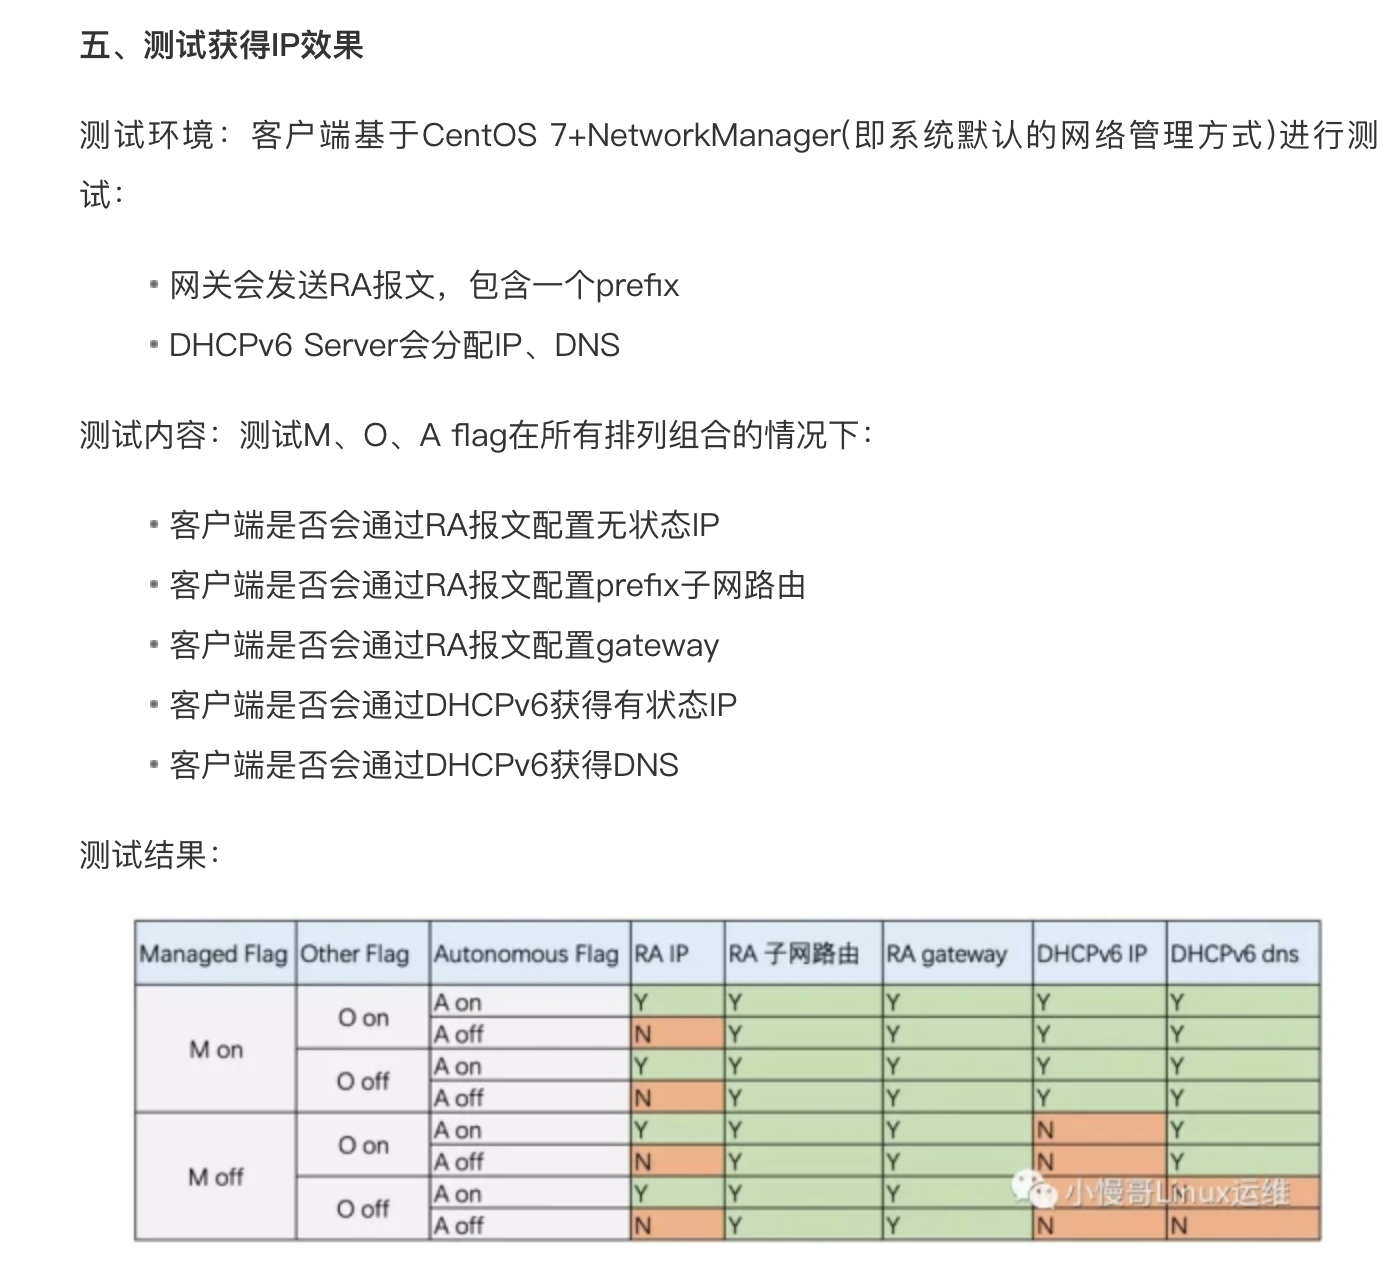 五、测试获得IP效果
测试环境：客户端基于CentOS 7+NetworkManager(即系统默认的网络管理方式)进行测
试：
网关会发送RA报文，包含一个prefix
DHCPv6 Server会分配IP、DNS
测试内容：测试M、O、A flag在所有排列组合的情况下：
客户端是否会通过RA报文配置无状态IP
客户端是否会通过RA报文配置prefix子网路由
客户端是否会通过RA报文配置gateway
客户端是否会通过DHCPv6获得有状态IP
客户端是否会通过DHCPv6获得DNS
测试结果：
Managed Flag Other Flag Autonomous Flag RA IP RA 子网路由 RA gateway DHCPv6 IP DHCPv6 dns
M on O on A on Y Y Y Y Y
A off N Y Y Y Y
O off A on Y Y Y Y Y
A off N Y Y Y Y
M off O on A on Y Y Y N Y
A off N Y Y N Y
O off A on Y Y Y
A off N Y Y N N
小慢哥Linux运维